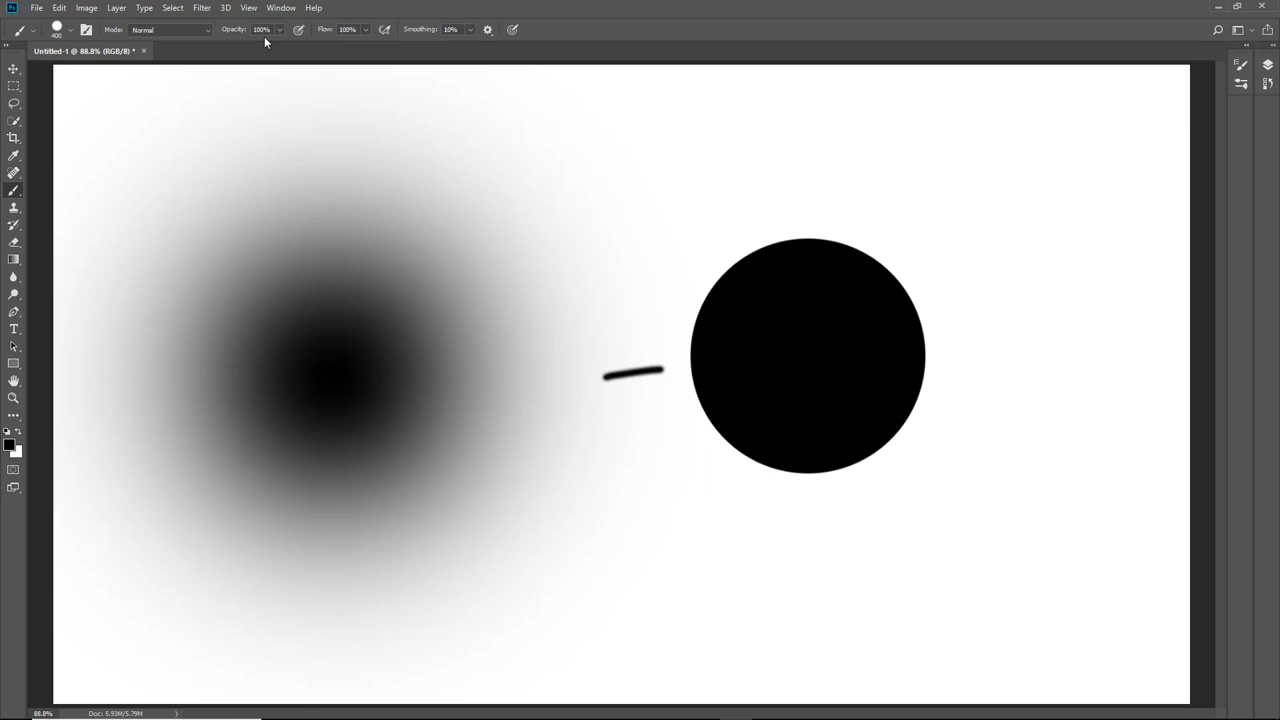 Ps File Edit Image Layer Type Select Filter 3D View Window Help
400 Mode: Normal Opacity: 100% Flow: 100% Smoothing: 10%
Untitled-1 @ 88.8% (RGB/8) * ×
T
88.8% Doc: 5.93M/5.79M